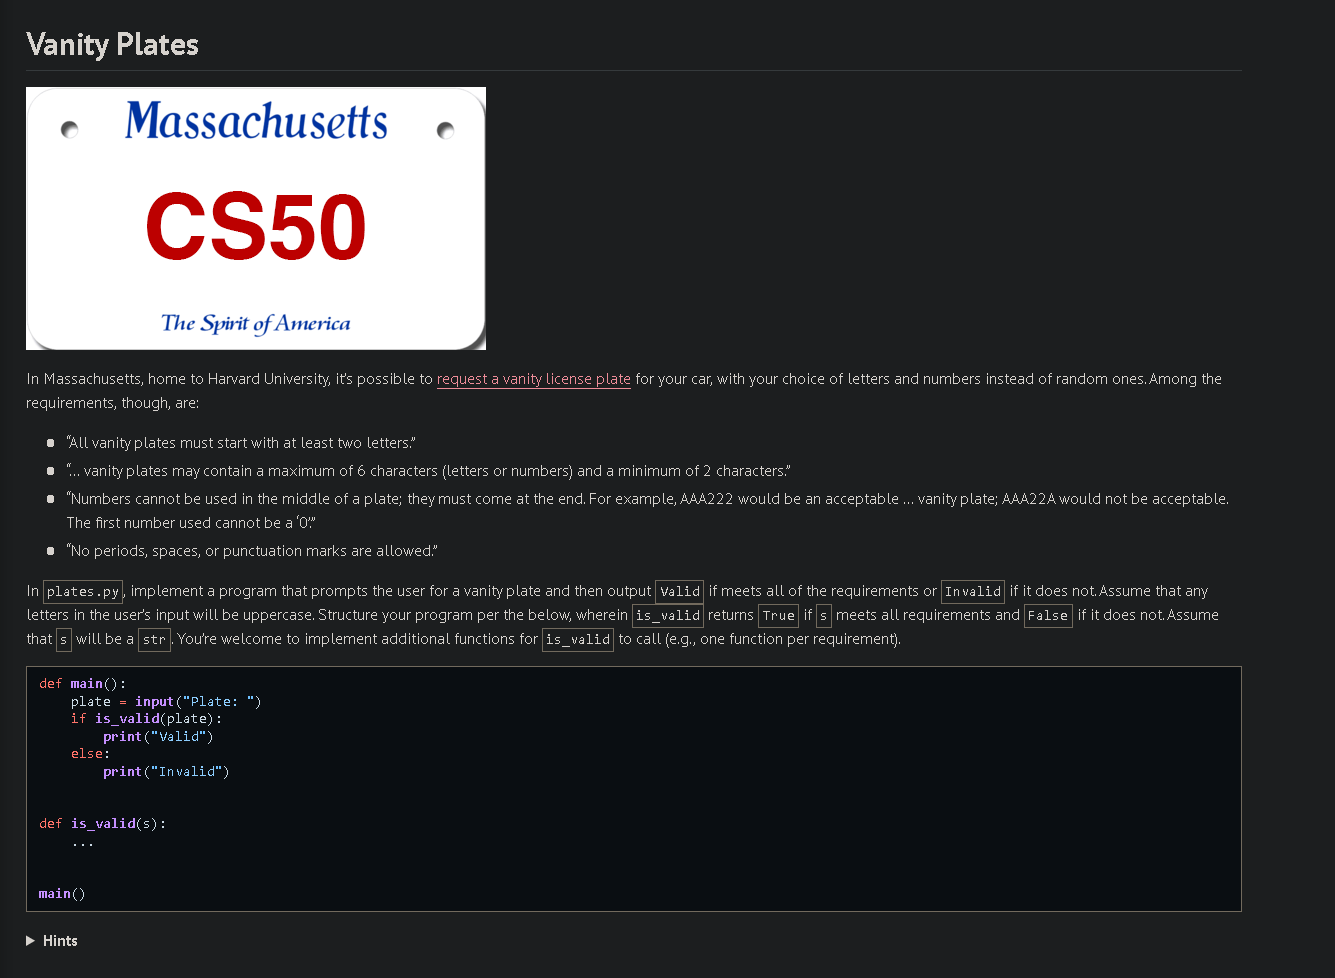 Vanity Plates
Massachusetts
CS50
The Spirit of America
In Massachusetts, home to Harvard University, it's possible to request a vanity license plate for your car, with your choice of letters and numbers instead of random ones. Among the
requirements, though, are:
“All vanity plates must start with at least two letters.”
“… vanity plates may contain a maximum of 6 characters (letters or numbers) and a minimum of 2 characters.”
“Numbers cannot be used in the middle of a plate; they must come at the end. For example, AAA222 would be an acceptable … vanity plate; AAA22A would not be acceptable.
The first number used cannot be a ‘0’.”
“No periods, spaces, or punctuation marks are allowed.”
In plates.py, implement a program that prompts the user for a vanity plate and then output Valid if meets all of the requirements or Invalid if it does not. Assume that any
letters in the user's input will be uppercase. Structure your program per the below, wherein is_valid returns True if s meets all requirements and False if it does not. Assume
that s will be a str. You're welcome to implement additional functions for is_valid to call (e.g., one function per requirement).
def main():
    plate = input("Plate: ")
    if is_valid(plate):
        print("Valid")
    else:
        print("Invalid")
def is_valid(s):
    ...
main()
Hints